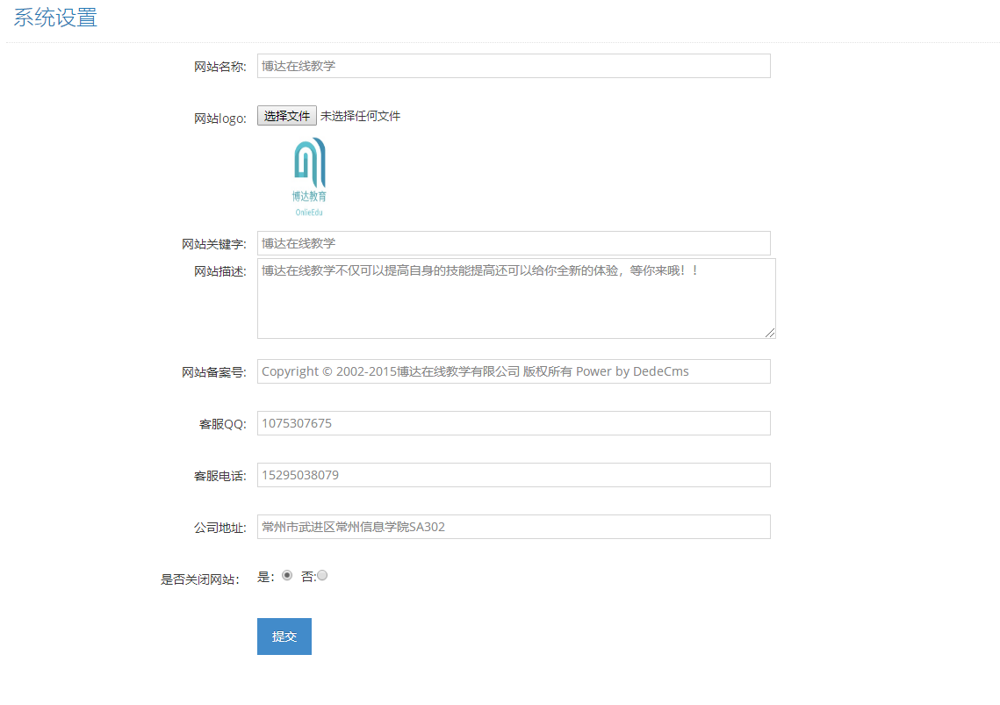 系统设置
网站名称: 博达在线教学
网站logo: 选择文件 未选择任何文件
博达教育
OnlieEdu
网站关键字: 博达在线教学
网站描述: 博达在线教学不仅可以提高自身的技能提高还可以给你全新的体验，等你来哦！！
网站备案号: Copyright © 2002-2015博达在线教学有限公司 版权所有 Power by DedeCms
客服QQ: 1075307675
客服电话: 15295038079
公司地址: 常州市武进区常州信息学院SA302
是否关闭网站： 是： 否:
提交